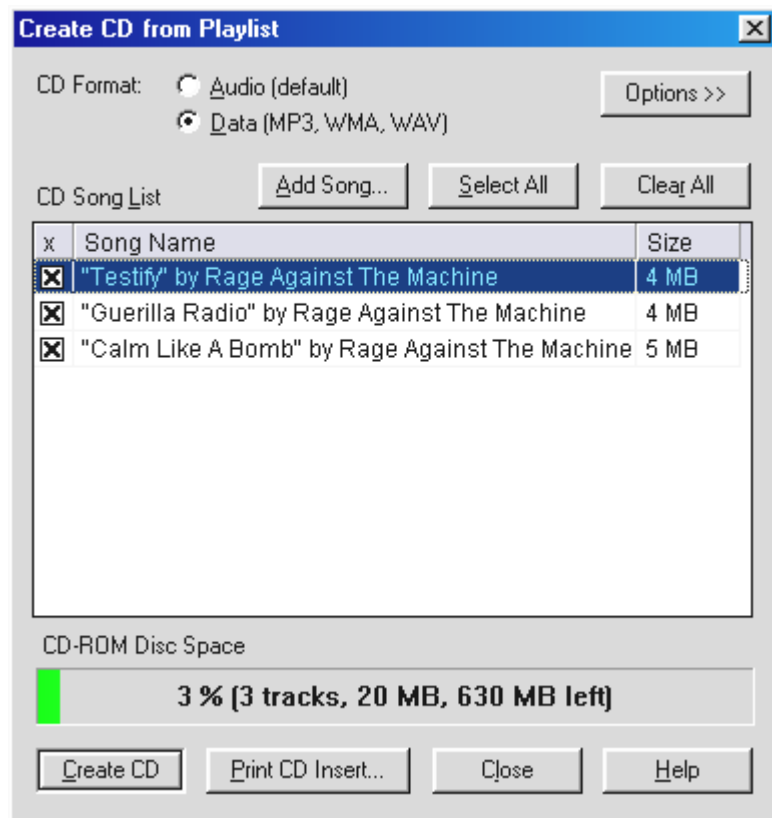 Create CD from Playlist
CD Format: Audio (default) Options >>
Data (MP3, WMA, WAV)
CD Song List Add Song... Select All Clear All
x Song Name Size
"Testify" by Rage Against The Machine 4 MB
"Guerilla Radio" by Rage Against The Machine 4 MB
"Calm Like A Bomb" by Rage Against The Machine 5 MB
CD-ROM Disc Space
3 % (3 tracks, 20 MB, 630 MB left)
Create CD Print CD Insert... Close Help